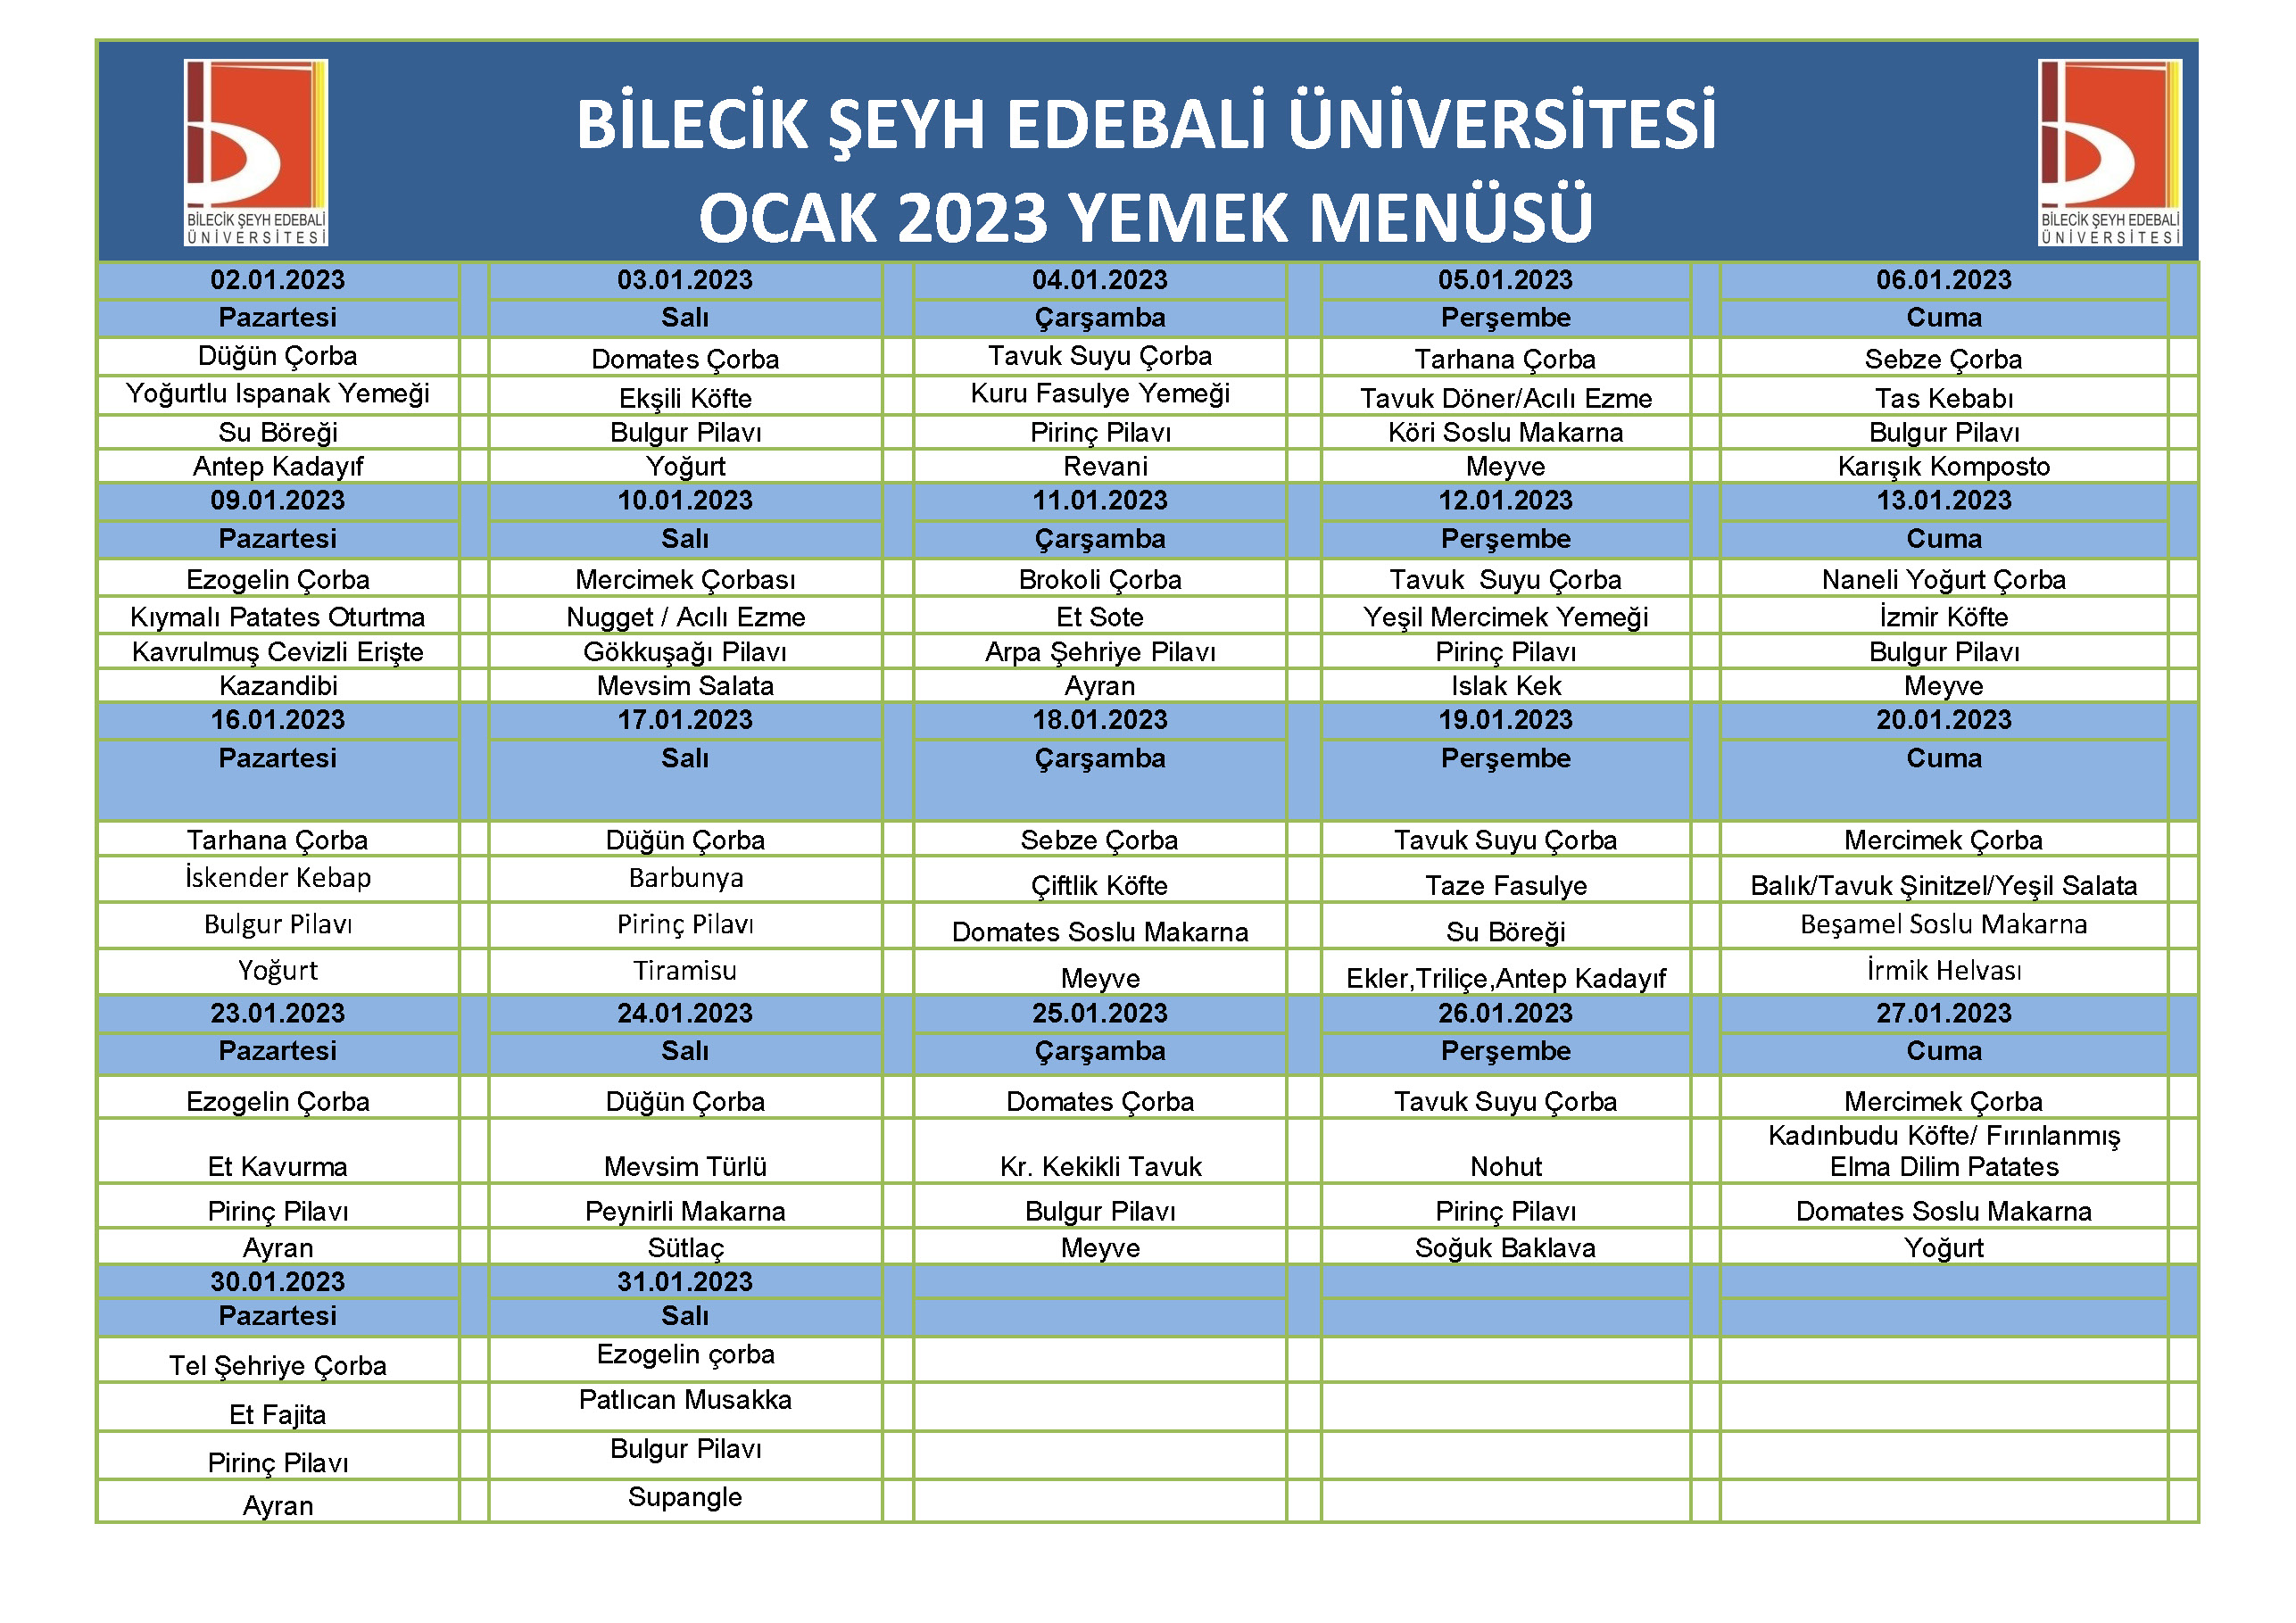 BİLECİK ŞEYH EDEBALİ ÜNİVERSİTESİ
OCAK 2023 YEMEK MENÜSÜ
BİLECİK ŞEYH EDEBALİ
ÜNİVERSİTESİ
BİLECİK ŞEYH EDEBALİ
ÜNİVERSİTESİ
02.01.2023 03.01.2023 04.01.2023 05.01.2023 06.01.2023
Pazartesi Salı Çarşamba Perşembe Cuma
Düğün Çorba Domates Çorba Tavuk Suyu Çorba Tarhana Çorba Sebze Çorba
Yoğurtlu Ispanak Yemeği Ekşili Köfte Kuru Fasulye Yemeği Tavuk Döner/Acılı Ezme Tas Kebabı
Su Böreği Bulgur Pilavı Pirinç Pilavı Köri Soslu Makarna Bulgur Pilavı
Antep Kadayıf Yoğurt Revani Meyve Karışık Komposto
09.01.2023 10.01.2023 11.01.2023 12.01.2023 13.01.2023
Pazartesi Salı Çarşamba Perşembe Cuma
Ezogelin Çorba Mercimek Çorbası Brokoli Çorba Tavuk Suyu Çorba Naneli Yoğurt Çorba
Kıymalı Patates Oturtma Nugget / Acılı Ezme Et Sote Yeşil Mercimek Yemeği İzmir Köfte
Kavrulmuş Cevizli Erişte Gökkuşağı Pilavı Arpa Şehriye Pilavı Pirinç Pilavı Bulgur Pilavı
Kazandibi Mevsim Salata Ayran Islak Kek Meyve
16.01.2023 17.01.2023 18.01.2023 19.01.2023 20.01.2023
Pazartesi Salı Çarşamba Perşembe Cuma
Tarhana Çorba Düğün Çorba Sebze Çorba Tavuk Suyu Çorba Mercimek Çorba
İskender Kebap Barbunya Çiftlik Köfte Taze Fasulye Balık/Tavuk Şinitzel/Yeşil Salata
Bulgur Pilavı Pirinç Pilavı Domates Soslu Makarna Su Böreği Beşamel Soslu Makarna
Yoğurt Tiramisu Meyve Ekler,Triliçe,Antep Kadayıf İrmik Helvası
23.01.2023 24.01.2023 25.01.2023 26.01.2023 27.01.2023
Pazartesi Salı Çarşamba Perşembe Cuma
Ezogelin Çorba Düğün Çorba Domates Çorba Tavuk Suyu Çorba Mercimek Çorba
Et Kavurma Mevsim Türlü Kr. Kekikli Tavuk Nohut Kadınbudu Köfte/ Fırınlanmış
Elma Dilim Patates
Pirinç Pilavı Peynirli Makarna Bulgur Pilavı Pirinç Pilavı Domates Soslu Makarna
Ayran Sütlaç Meyve Soğuk Baklava Yoğurt
30.01.2023 31.01.2023
Pazartesi Salı
Tel Şehriye Çorba Ezogelin çorba
Et Fajita Patlıcan Musakka
Pirinç Pilavı Bulgur Pilavı
Ayran Supangle